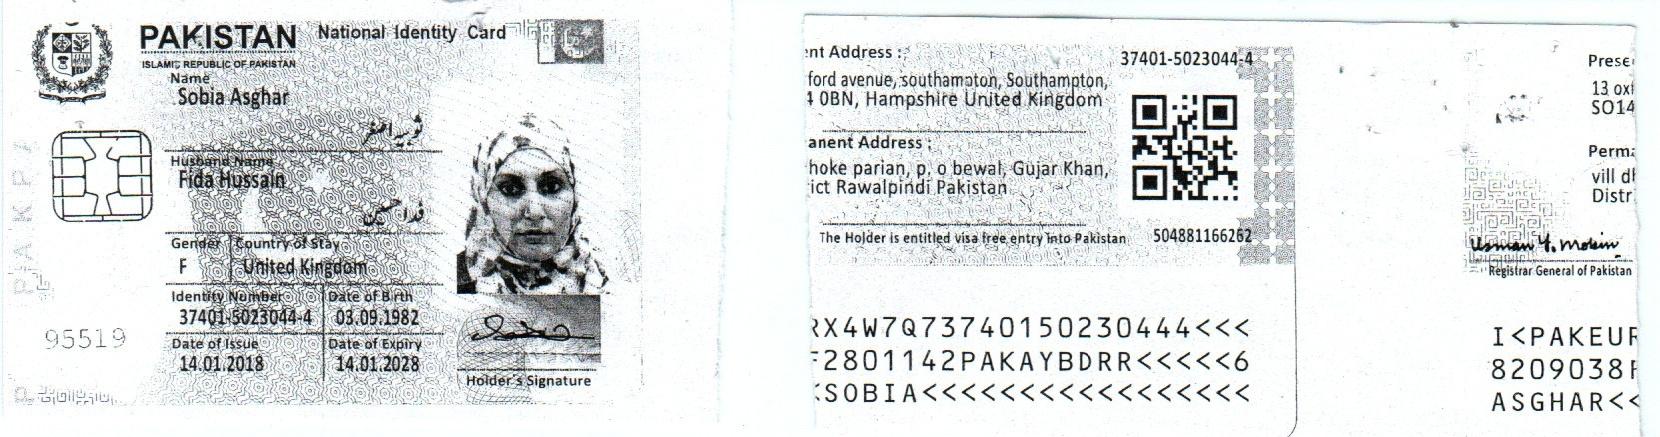 PAKISTAN National Identity Card
ISLAMIC REPUBLIC OF PAKISTAN
Name
Sobia Asghar
ثوبیہ اصغر
Husband Name
Fida Hussain
فدا حسین
Gender Country of Stay
F United Kingdom
Identity Number Date of Birth
37401-5023044-4 03.09.1982
Date of Issue Date of Expiry
14.01.2018 14.01.2028
Holder's Signature
95519
PAKP
P
ent Address : 37401-5023044-4
ford avenue, southampton, Southampton,
4 0BN, Hampshire United Kingdom
anent Address :
hoke parian, p, o bewal, Gujar Khan,
ict Rawalpindi Pakistan
The Holder is entitled visa free entry into Pakistan 504881166262
RX4W7Q73740150230444<<<
F2801142PAKAYBDRR<<<<<6
<SOBIA<<<<<<<<<<<<<<<<<
Prese
13 oxf
SO14
Perma
vill dh
Distr
Usman Y. Mobin
Registrar General of Pakistan
I<PAKEUR
8209038F
ASGHAR<<